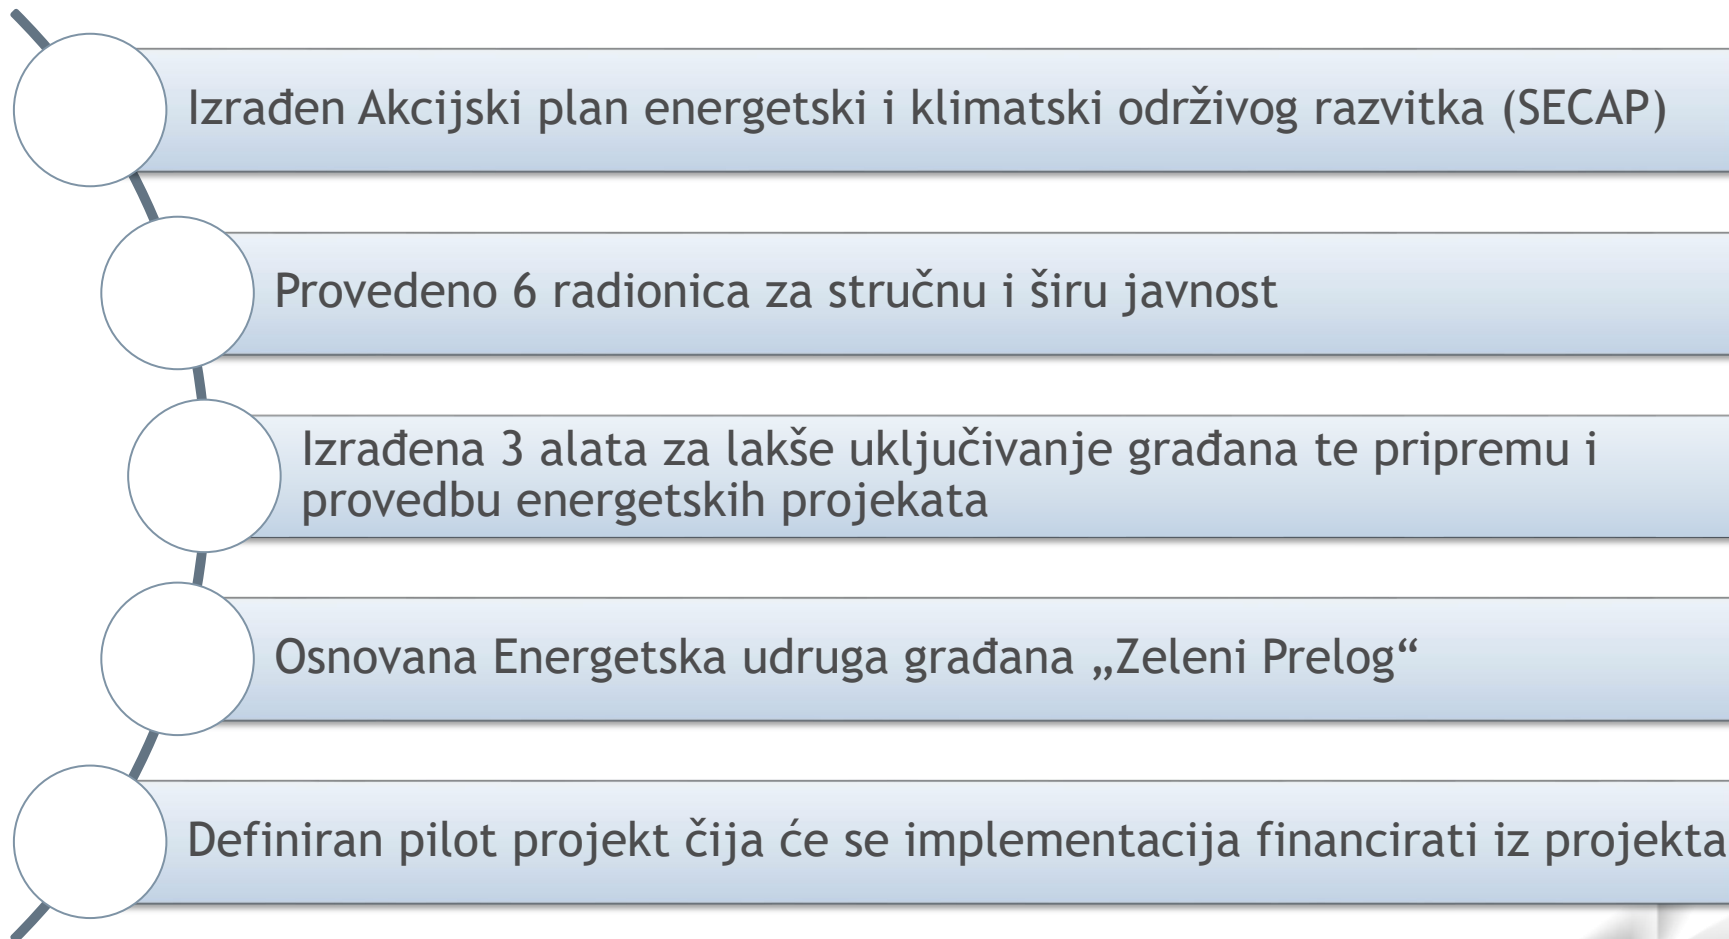 Izrađen Akcijski plan energetski i klimatski održivog razvitka (SECAP)
Provedeno 6 radionica za stručnu i širu javnost
Izrađena 3 alata za lakše uključivanje građana te pripremu i
provedbu energetskih projekata
Osnovana Energetska udruga građana „Zeleni Prelog“
Definiran pilot projekt čija će se implementacija financirati iz projekta